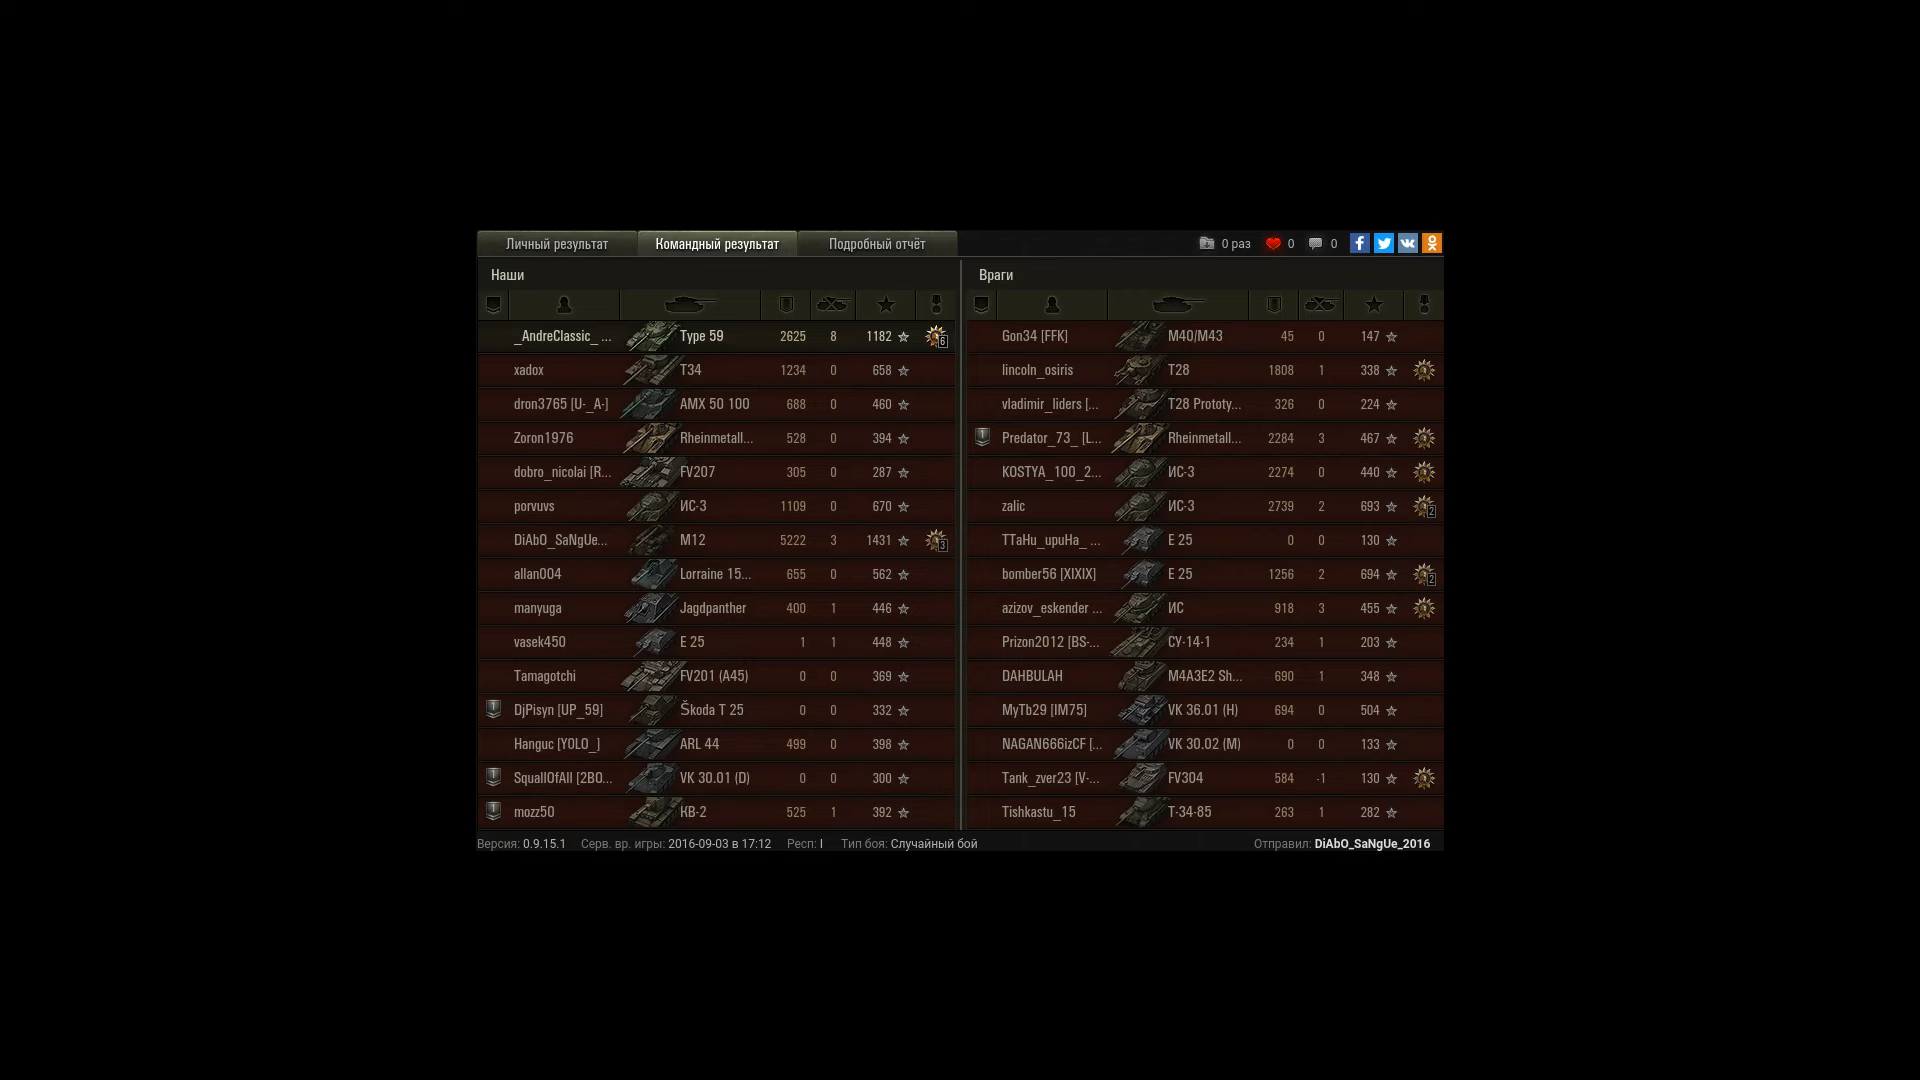 Личный результат Командный результат Подробный отчёт 0 раз 0 0
Наши Враги
_AndreClassic_ ... Type 59 2625 8 1182 6 Gon34 [FFK] M40/M43 45 0 147
xadox T34 1234 0 658 lincoln_osiris T28 1808 1 338
dron3765 [U-_A-] AMX 50 100 688 0 460 vladimir_liders [... T28 Prototy... 326 0 224
Zoron1976 Rheinmetall... 528 0 394 Predator_73_ [L... Rheinmetall... 2284 3 467
dobro_nicolai [R... FV207 305 0 287 KOSTYA_100_2... ИС-3 2274 0 440
porvuvs ИС-3 1109 0 670 zalic ИС-3 2739 2 693 2
DiAbO_SaNgUe... M12 5222 3 1431 3 TTaHu_upuHa_ ... E 25 0 0 130
allan004 Lorraine 15... 655 0 562 bomber56 [XIXIX] E 25 1256 2 694 2
manyuga Jagdpanther 400 1 446 azizov_eskender ... ИС 918 3 455
vasek450 E 25 1 1 448 Prizon2012 [BS-... СУ-14-1 234 1 203
Tamagotchi FV201 (A45) 0 0 369 DAHBULAH M4A3E2 Sh... 690 1 348
DjPisyn [UP_59] Škoda T 25 0 0 332 MyTb29 [IM75] VK 36.01 (H) 694 0 504
Hanguc [YOLO_] ARL 44 499 0 398 NAGAN666izCF [... VK 30.02 (M) 0 0 133
SquallOfAll [2BO... VK 30.01 (D) 0 0 300 Tank_zver23 [V-... FV304 584 -1 130
mozz50 КВ-2 525 1 392 Tishkastu_15 Т-34-85 263 1 282
Версия: 0.9.15.1 Серв. вр. игры: 2016-09-03 в 17:12 Респ: I Тип боя: Случайный бой Отправил: DiAbO_SaNgUe_2016